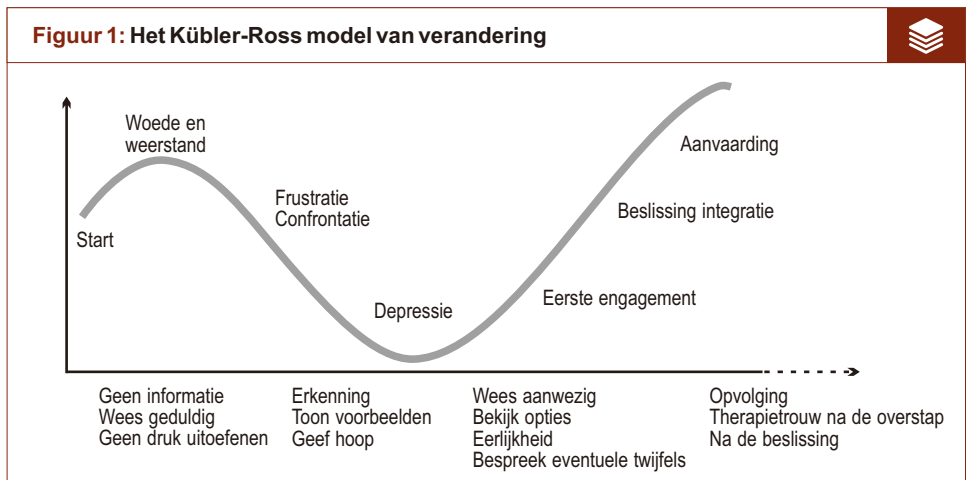 Figuur 1: Het Kübler-Ross model van verandering
Woede en
weerstand
Start
Frustratie
Confrontatie
Depressie
Eerste engagement
Beslissing integratie
Aanvaarding
Geen informatie
Wees geduldig
Geen druk uitoefenen
Erkenning
Toon voorbeelden
Geef hoop
Wees aanwezig
Bekijk opties
Eerlijkheid
Bespreek eventuele twijfels
Opvolging
Therapietrouw na de overstap
Na de beslissing